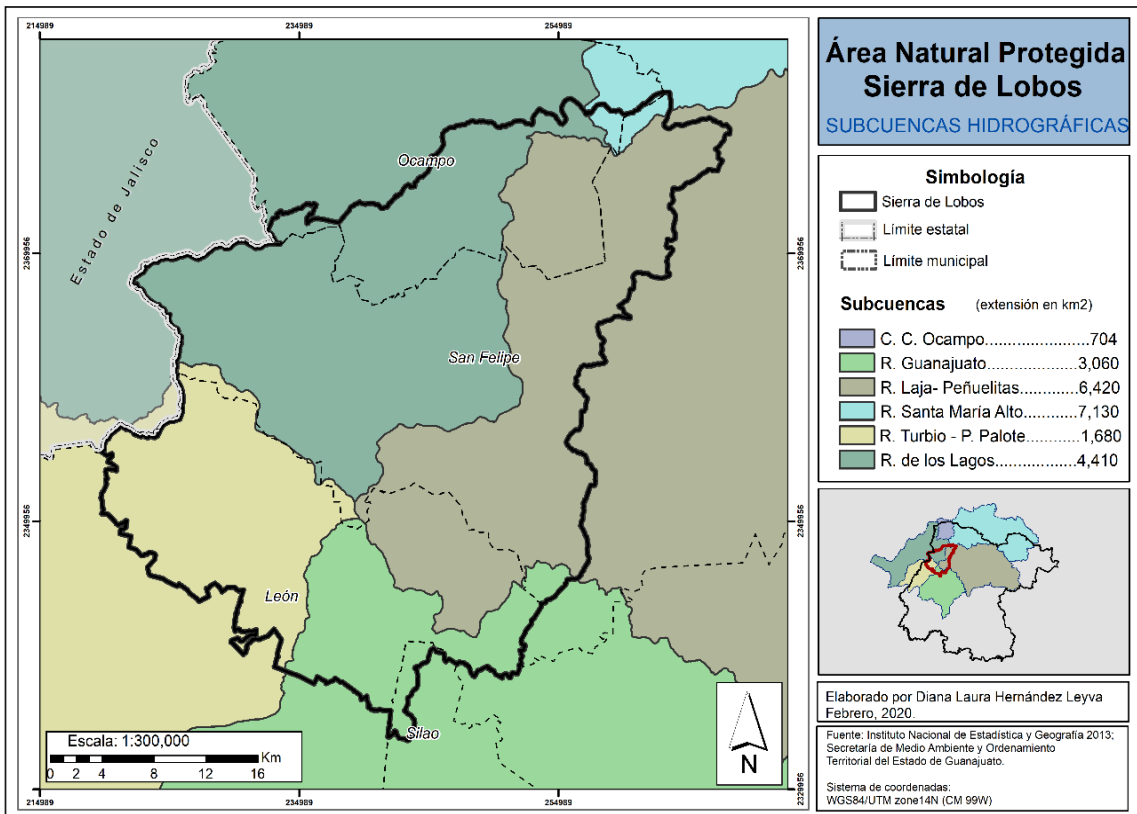 214989
234989
254989
2369956
2349956
2369956
2349956
2329956
214989
234989
254989
Estado de Jalisco
Ocampo
San Felipe
León
Silao
Escala: 1:300,000
Km
0 2 4 8 12 16
N
Área Natural Protegida
Sierra de Lobos
SUBCUENCAS HIDROGRÁFICAS
Simbología
Sierra de Lobos
Límite estatal
Límite municipal
Subcuencas (extensión en km2)
C. C. Ocampo.......................704
R. Guanajuato....................3,060
R. Laja- Peñuelitas..............6,420
R. Santa María Alto.............7,130
R. Turbio - P. Palote............1,680
R. de los Lagos..................4,410
Elaborado por Diana Laura Hernández Leyva
Febrero, 2020.
Fuente: Instituto Nacional de Estadística y Geografía 2013;
Secretaría de Medio Ambiente y Ordenamiento
Territorial del Estado de Guanajuato.
Sistema de coordenadas:
WGS84/UTM zone14N (CM 99W)